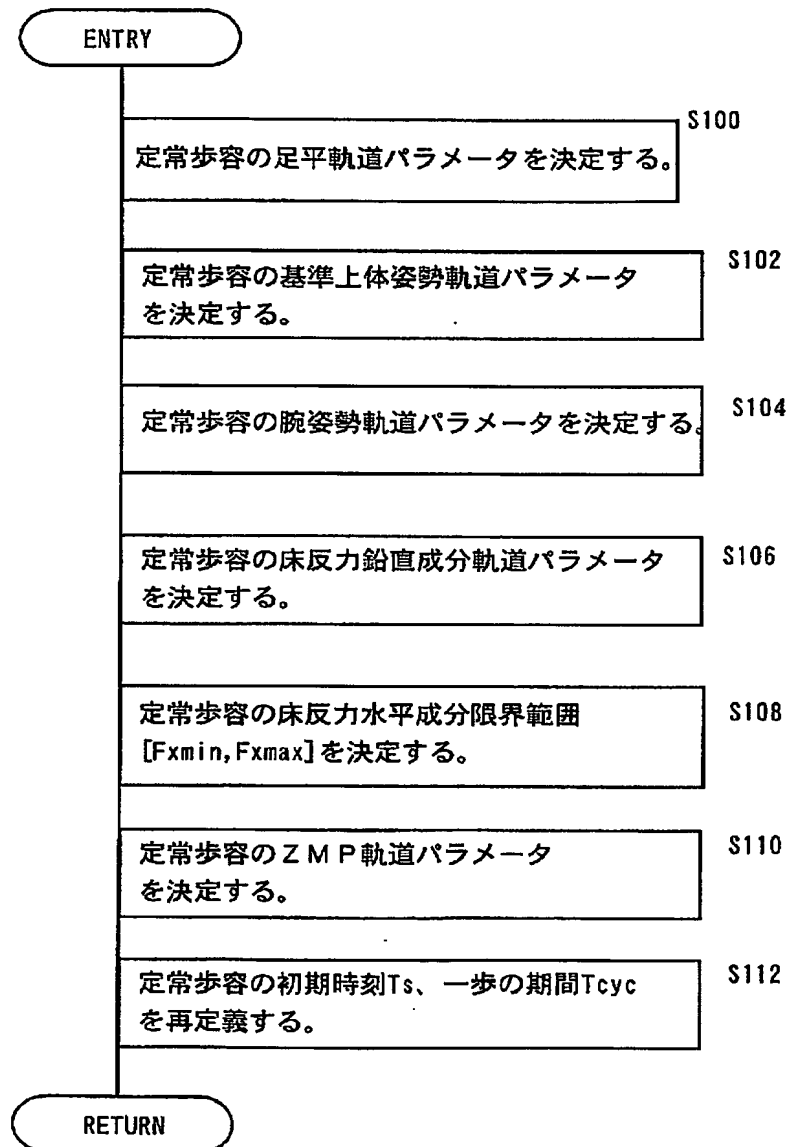 ENTRY
S100
定常歩容の足平軌道パラメータを決定する。
S102
定常歩容の基準上体姿勢軌道パラメータ
を決定する。
S104
定常歩容の腕姿勢軌道パラメータを決定する。
S106
定常歩容の床反力鉛直成分軌道パラメータ
を決定する。
S108
定常歩容の床反力水平成分限界範囲
[Fxmin,Fxmax]を決定する。
S110
定常歩容のＺＭＰ軌道パラメータ
を決定する。
S112
定常歩容の初期時刻Ts、一歩の期間Tcyc
を再定義する。
RETURN